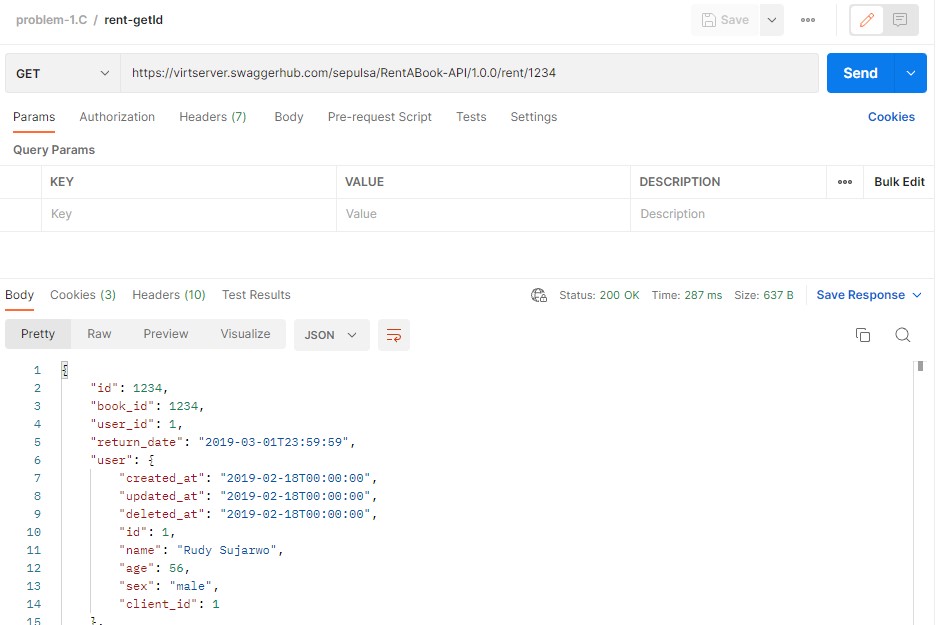 problem-1.C / rent-getId Save ooo
GET https://virtserver.swaggerhub.com/sepulsa/RentABook-API/1.0.0/rent/1234 Send
Params Authorization Headers (7) Body Pre-request Script Tests Settings Cookies
Query Params
KEY VALUE DESCRIPTION ooo Bulk Edit
Key Value Description
Body Cookies (3) Headers (10) Test Results Status: 200 OK Time: 287 ms Size: 637 B Save Response
Pretty Raw Preview Visualize JSON
1 {
2 "id": 1234,
3 "book_id": 1234,
4 "user_id": 1,
5 "return_date": "2019-03-01T23:59:59",
6 "user": {
7 "created_at": "2019-02-18T00:00:00",
8 "updated_at": "2019-02-18T00:00:00",
9 "deleted_at": "2019-02-18T00:00:00",
10 "id": 1,
11 "name": "Rudy Sujarwo",
12 "age": 56,
13 "sex": "male",
14 "client_id": 1
15 },